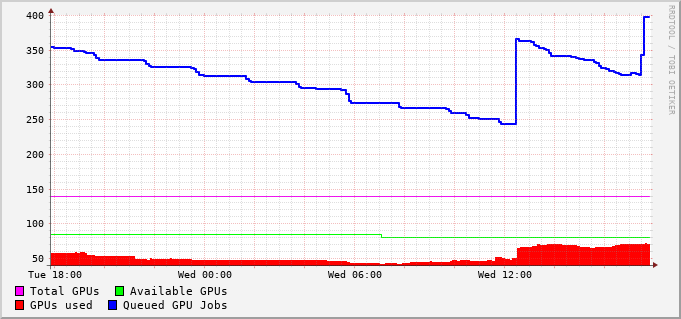 400
350
300
250
200
150
100
50
Tue 18:00 Wed 00:00 Wed 06:00 Wed 12:00
Total GPUs Available GPUs
GPUs used Queued GPU Jobs
RRDTOOL / TOBI OETIKER